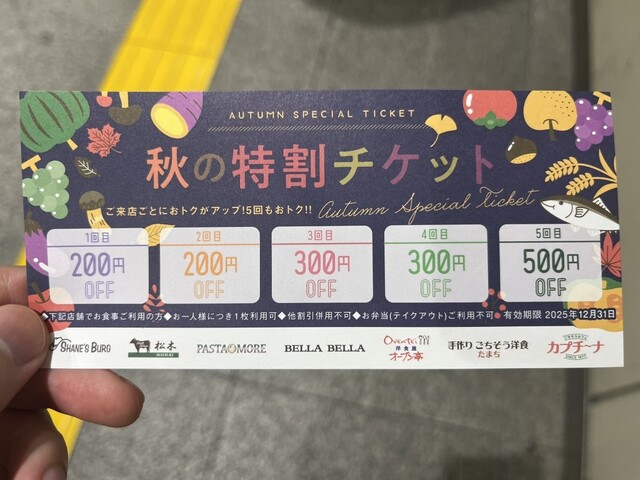 AUTUMN SPECIAL TICKET
秋の特割チケット
ご来店ごとにおトクがアップ!5回もおトク!!
Autumn Special Ticket
1回目 2回目 3回目 4回目 5回目
200円 200円 300円 300円 500円
OFF OFF OFF OFF OFF
◆下記店舗でお食事ご利用の方◆お一人様につき1枚利用可◆他割引併用不可◆お弁当(テイクアウト)ご利用不可 有効期限 2025年12月31日
SHANE'S BURG 松木 PASTA MORE BELLA BELLA 洋食屋 オーブン亭 手作り ごちそう洋食 たまち カプチーナ